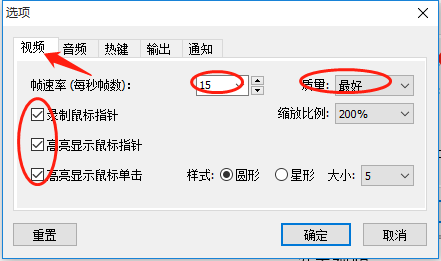 选项
视频 音频 热键 输出 通知
帧速率(每秒帧数): 15 质量: 最好
录制鼠标指针 缩放比例: 200%
高亮显示鼠标指针
高亮显示鼠标单击 样式: 圆形 星形 大小: 5
重置 确定 取消